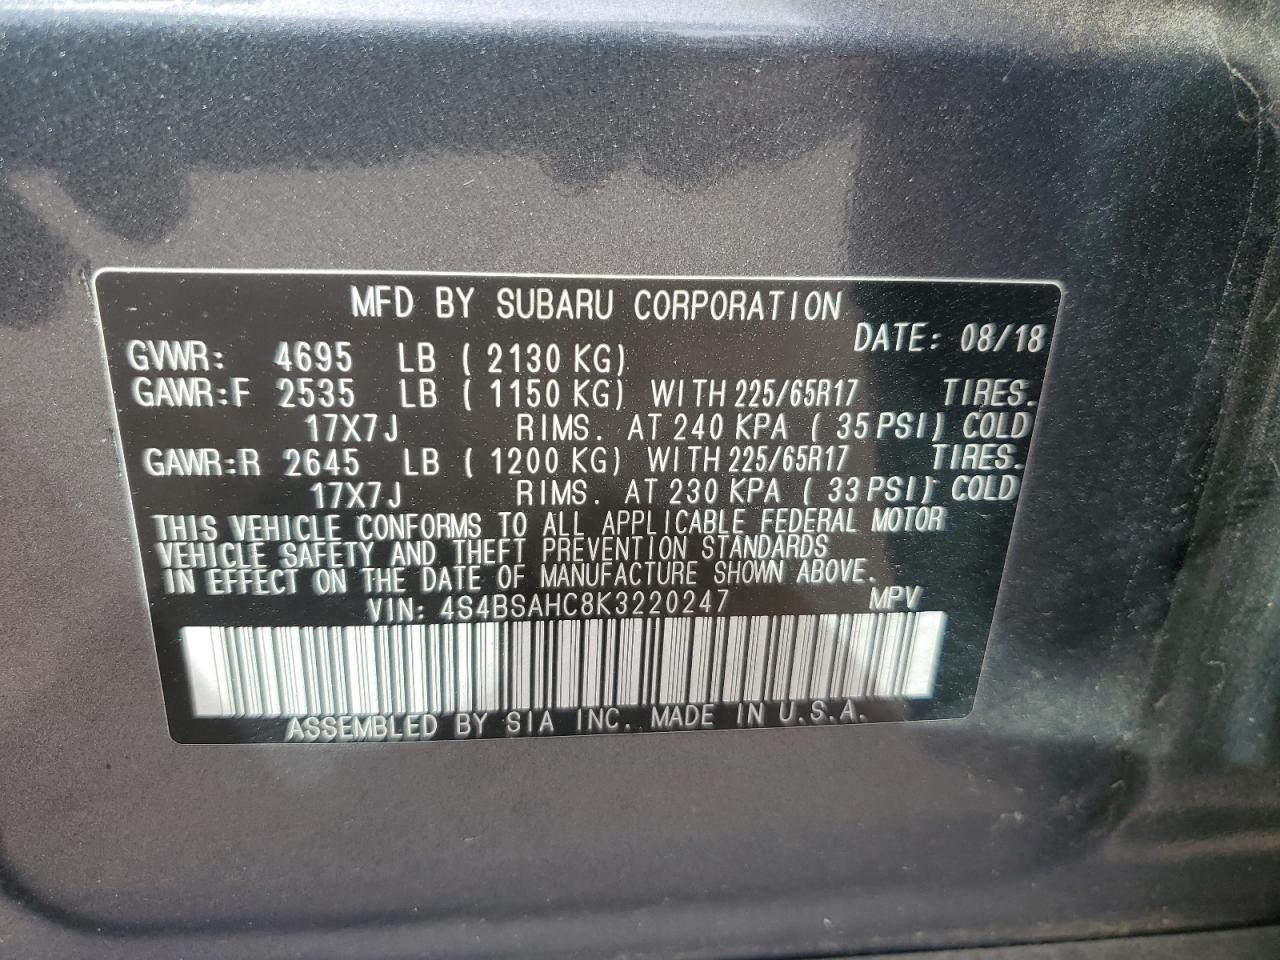 MFD BY SUBARU CORPORATION
DATE: 08/18
GVWR: 4695 LB ( 2130 KG)
GAWR:F 2535 LB ( 1150 KG) WITH 225/65R17 TIRES.
17X7J RIMS. AT 240 KPA ( 35 PSI) COLD
GAWR:R 2645 LB ( 1200 KG) WITH 225/65R17 TIRES.
17X7J RIMS. AT 230 KPA ( 33 PSI) COLD
THIS VEHICLE CONFORMS TO ALL APPLICABLE FEDERAL MOTOR
VEHICLE SAFETY AND THEFT PREVENTION STANDARDS
IN EFFECT ON THE DATE OF MANUFACTURE SHOWN ABOVE.
VIN: 4S4BSAHC8K3220247 MPV
ASSEMBLED BY SIA INC. MADE IN U.S.A.